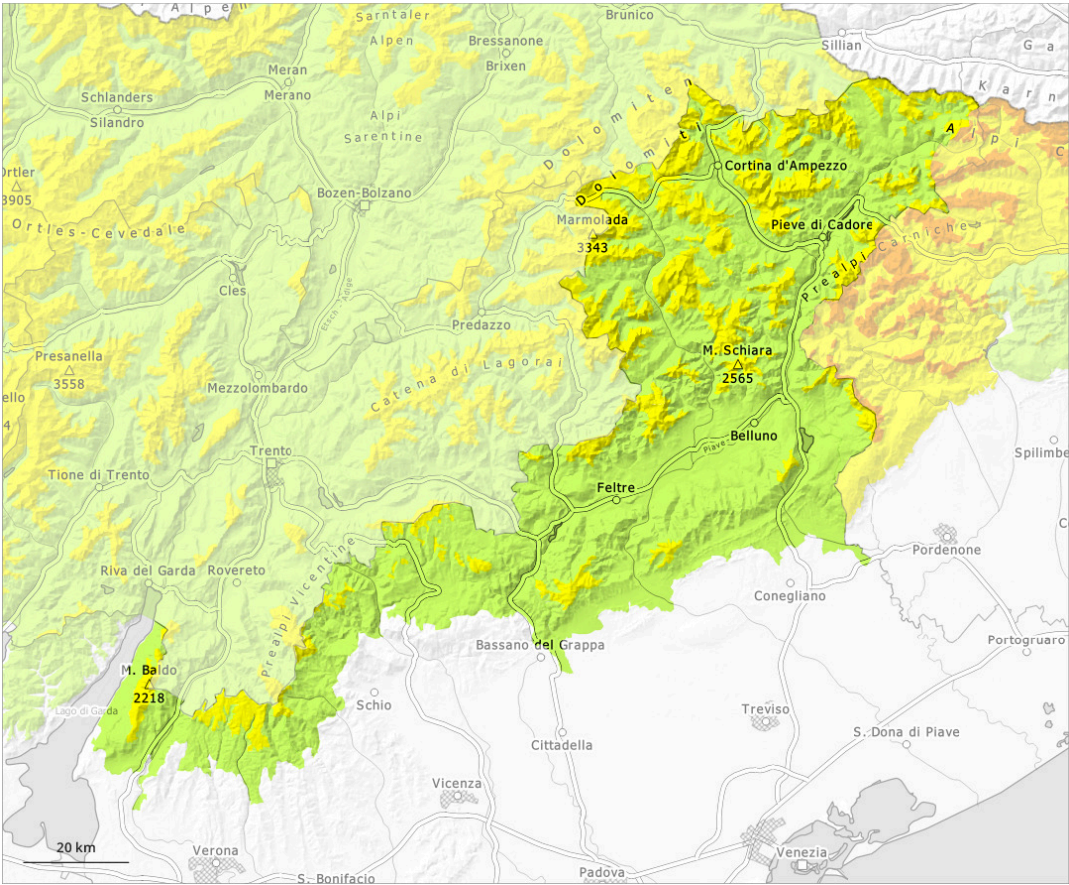 Alpen
Sarntaler
Alpen
Bressanone
Brixen
Brunico
Sillian
Ga
Karn
Meran
Merano
Schlanders
Silandro
Alpi
Sarentine
Dolomiten
Dolomiti
Alpi C
Ortler
3905
Bozen-Bolzano
Cortina d'Ampezzo
Marmolada
3343
Pieve di Cadore
Ortles-Cevedale
Prealpi Carniche
Cles
Etsch - Adige
Predazzo
Presanella
3558
M. Schiara
2565
Catena di Lagorai
Mezzolombardo
ello
4
Belluno
Piave
Trento
Tione di Trento
Feltre
Spilimbe
C
Pordenone
Riva del Garda
Rovereto
Prealpi Vicentine
Conegliano
Portogruaro
Bassano del Grappa
M. Baldo
2218
Lago di Garda
Schio
Treviso
S. Dona di Piave
Cittadella
Vicenza
20 km
Verona
S. Bonifacio
Padova
Venezia